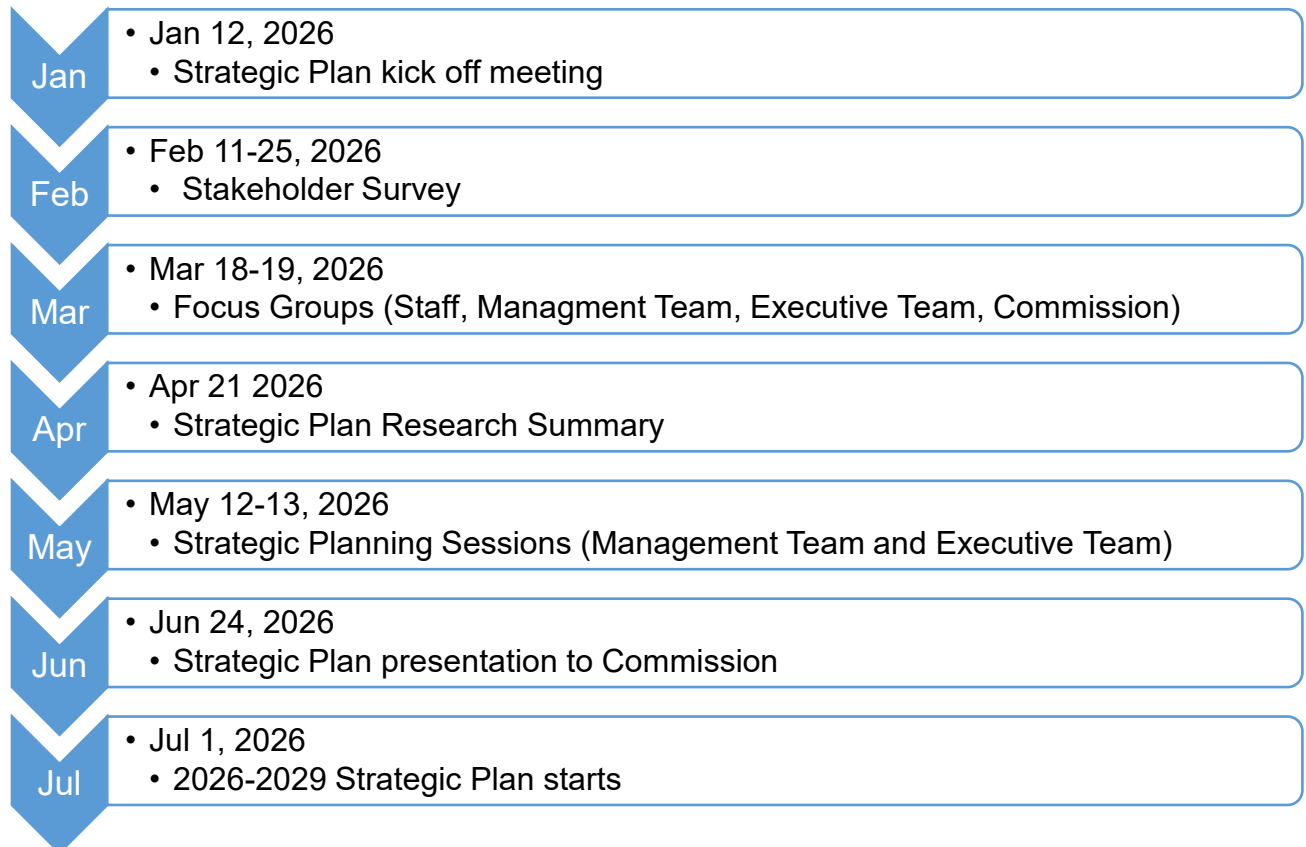 Jan
• Jan 12, 2026
• Strategic Plan kick off meeting
Feb
• Feb 11-25, 2026
• Stakeholder Survey
Mar
• Mar 18-19, 2026
• Focus Groups (Staff, Managment Team, Executive Team, Commission)
Apr
• Apr 21 2026
• Strategic Plan Research Summary
May
• May 12-13, 2026
• Strategic Planning Sessions (Management Team and Executive Team)
Jun
• Jun 24, 2026
• Strategic Plan presentation to Commission
Jul
• Jul 1, 2026
• 2026-2029 Strategic Plan starts